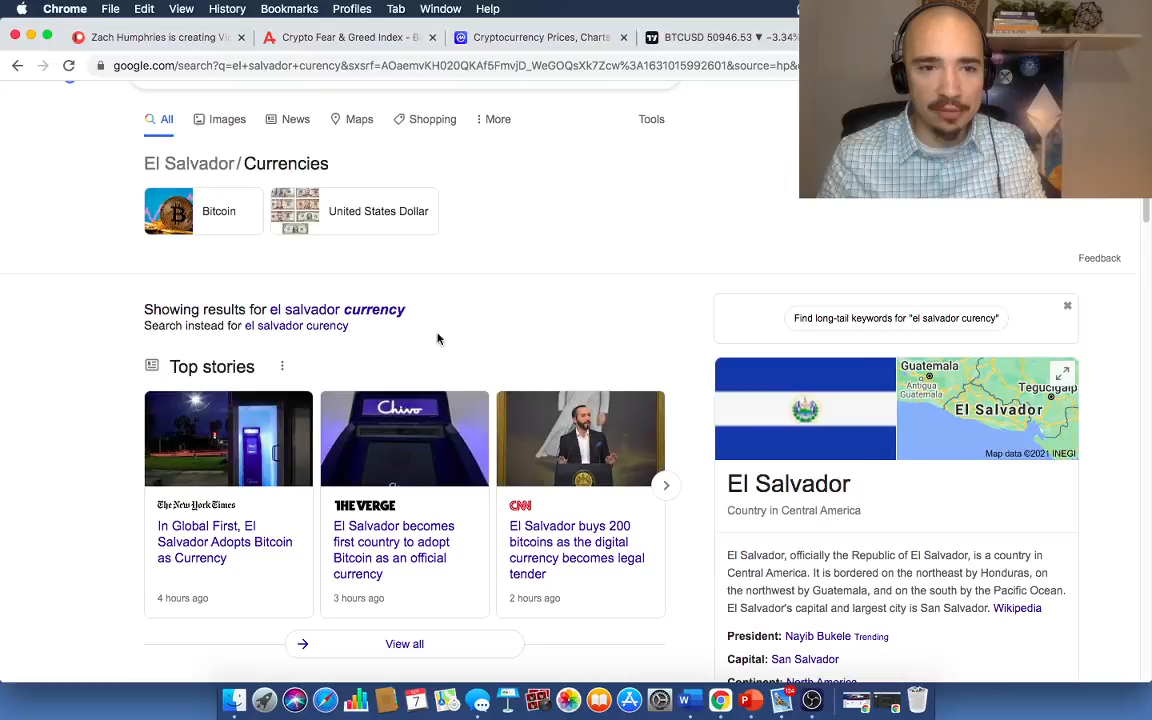 Chrome File Edit View History Bookmarks Profiles Tab Window Help
Zach Humphries is creating Vi
Crypto Fear & Greed Index - B
Cryptocurrency Prices, Charts
BTCUSD 50946.53 ▼ −3.34%
google.com/search?q=el+salvador+curency&sxsrf=AOaemvKH020QKAf5FmvjD_WeGOQsXk7Zcw%3A1631015992601&source=hp&
All Images News Maps Shopping More Tools
El Salvador/Currencies
Bitcoin
United States Dollar
Feedback
Showing results for el salvador currency
Search instead for el salvador curency
Find long-tail keywords for "el salvador curency"
Top stories
Chivo
Guatemala
Antigua
Guatemala
Tegucigalp
El Salvador
Map data ©2021 INEGI
The New York Times
In Global First, El
Salvador Adopts Bitcoin
as Currency
4 hours ago
THE VERGE
El Salvador becomes
first country to adopt
Bitcoin as an official
currency
3 hours ago
CNN
El Salvador buys 200
bitcoins as the digital
currency becomes legal
tender
2 hours ago
View all
El Salvador
Country in Central America
El Salvador, officially the Republic of El Salvador, is a country in
Central America. It is bordered on the northeast by Honduras, on
the northwest by Guatemala, and on the south by the Pacific Ocean.
El Salvador's capital and largest city is San Salvador. Wikipedia
President: Nayib Bukele Trending
Capital: San Salvador
Continent: North America
SEP
7
124